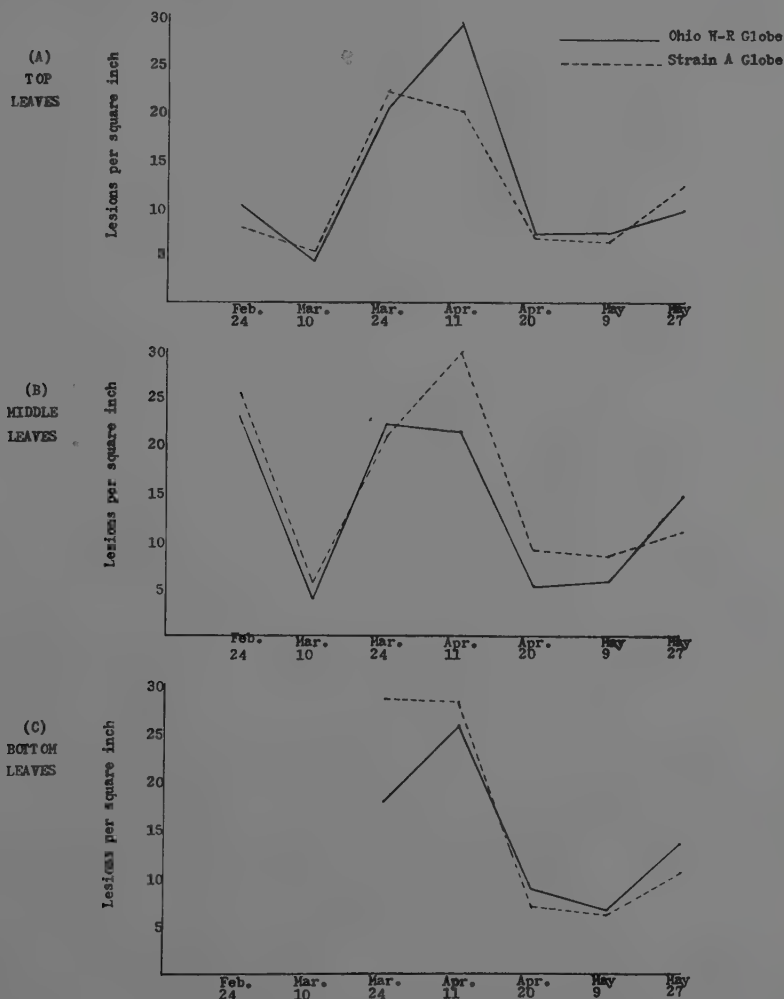 Ohio W-R Globe
Strain A Globe
(A)
TOP
LEAVES
Lesions per square inch
30
25
20
15
10
5
Feb. 24
Mar. 10
Mar. 24
Apr. 11
Apr. 20
May 9
May 27
(B)
MIDDLE
LEAVES
Lesions per square inch
30
25
20
15
10
5
Feb. 24
Mar. 10
Mar. 24
Apr. 11
Apr. 20
May 9
May 27
(C)
BOTTOM
LEAVES
Lesions per square inch
30
25
20
15
10
5
Feb. 24
Mar. 10
Mar. 24
Apr. 11
Apr. 20
May 9
May 27